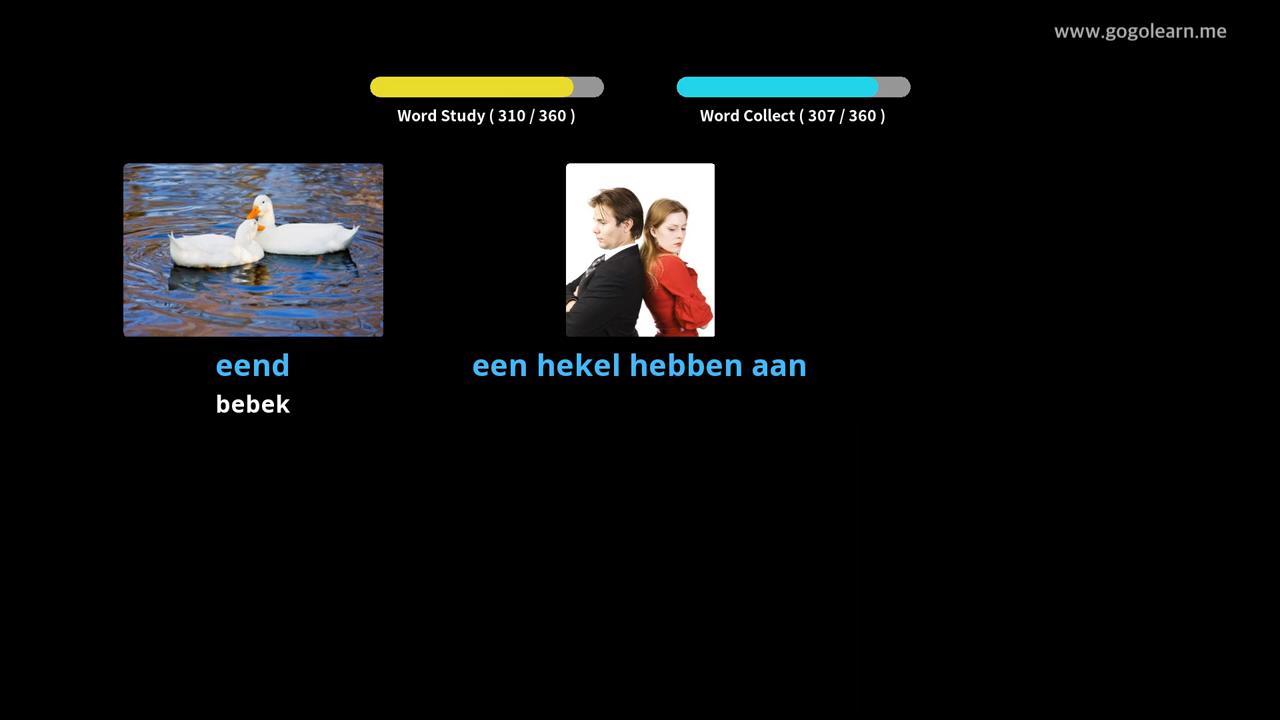 www.gogolearn.me
Word Study ( 310 / 360 )
Word Collect ( 307 / 360 )
eend
een hekel hebben aan
bebek